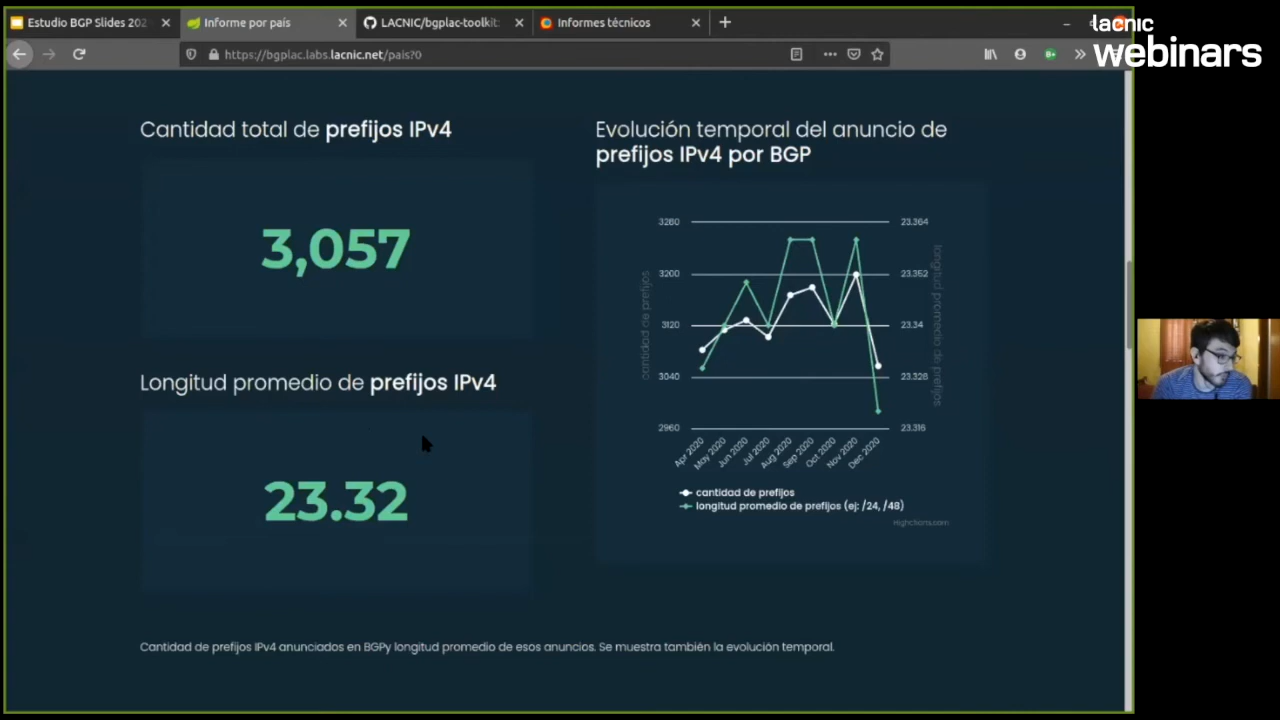 Estudio BGP Slides 202
Informe por país
LACNIC/bgplac-toolkit:
Informes técnicos
lacnic
webinars
https://bgplac.labs.lacnic.net/pais?0
Cantidad total de prefijos IPv4
3,057
Longitud promedio de prefijos IPv4
23.32
Evolución temporal del anuncio de
prefijos IPv4 por BGP
3280
3200
3120
3040
2960
cantidad de prefijos
23.364
23.352
23.34
23.328
23.316
longitud promedio de prefijos
Apr 2020
May 2020
Jun 2020
Jul 2020
Aug 2020
Sep 2020
Oct 2020
Nov 2020
Dec 2020
cantidad de prefijos
longitud promedio de prefijos (ej: /24, /48)
Highcharts.com
Cantidad de prefijos IPv4 anunciados en BGPy longitud promedio de esos anuncios. Se muestra también la evolución temporal.